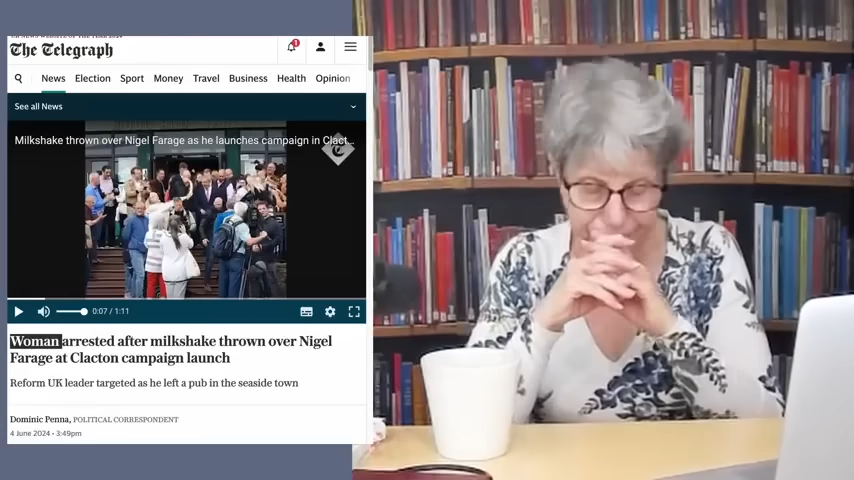 The Telegraph
1
News Election Sport Money Travel Business Health Opinion
See all News
Milkshake thrown over Nigel Farage as he launches campaign in Clact...
0:07 / 1:11
Woman arrested after milkshake thrown over Nigel
Farage at Clacton campaign launch
Reform UK leader targeted as he left a pub in the seaside town
Dominic Penna, POLITICAL CORRESPONDENT
4 June 2024 • 3:49pm